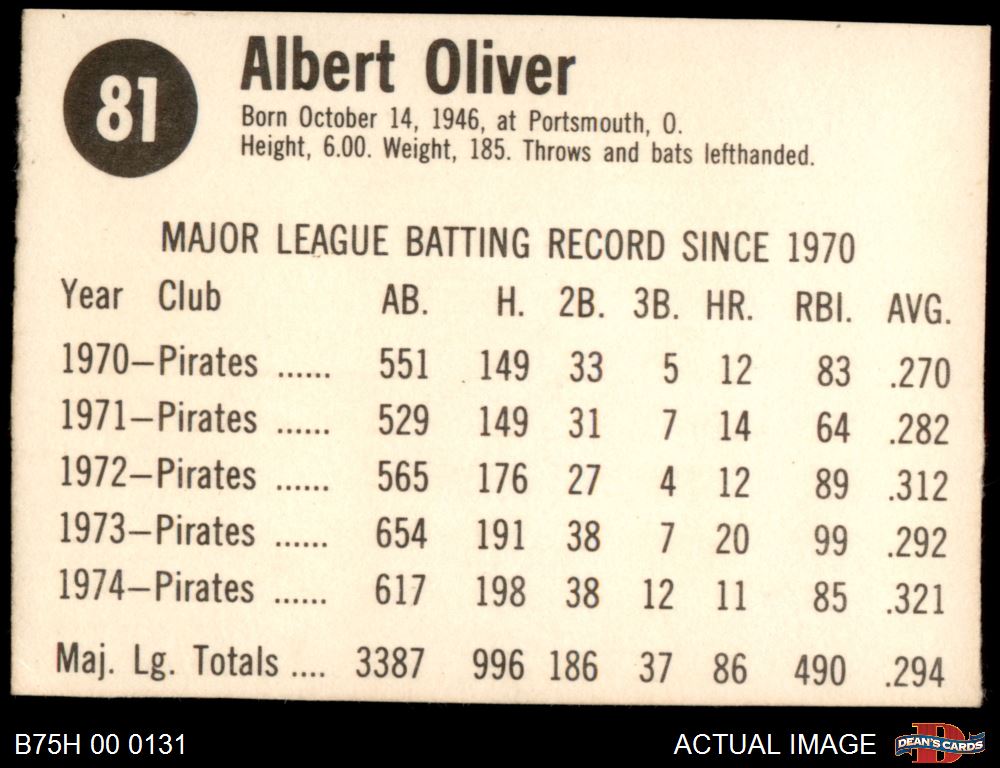 81
Albert Oliver
Born October 14, 1946, at Portsmouth, O.
Height, 6.00. Weight, 185. Throws and bats lefthanded.
MAJOR LEAGUE BATTING RECORD SINCE 1970
Year Club AB. H. 2B. 3B. HR. RBI. AVG.
1970—Pirates ...... 551 149 33 5 12 83 .270
1971—Pirates ...... 529 149 31 7 14 64 .282
1972—Pirates ...... 565 176 27 4 12 89 .312
1973—Pirates ...... 654 191 38 7 20 99 .292
1974—Pirates ...... 617 198 38 12 11 85 .321
Maj. Lg. Totals .... 3387 996 186 37 86 490 .294
B75H 00 0131
ACTUAL IMAGE
D
DEAN'S CARDS